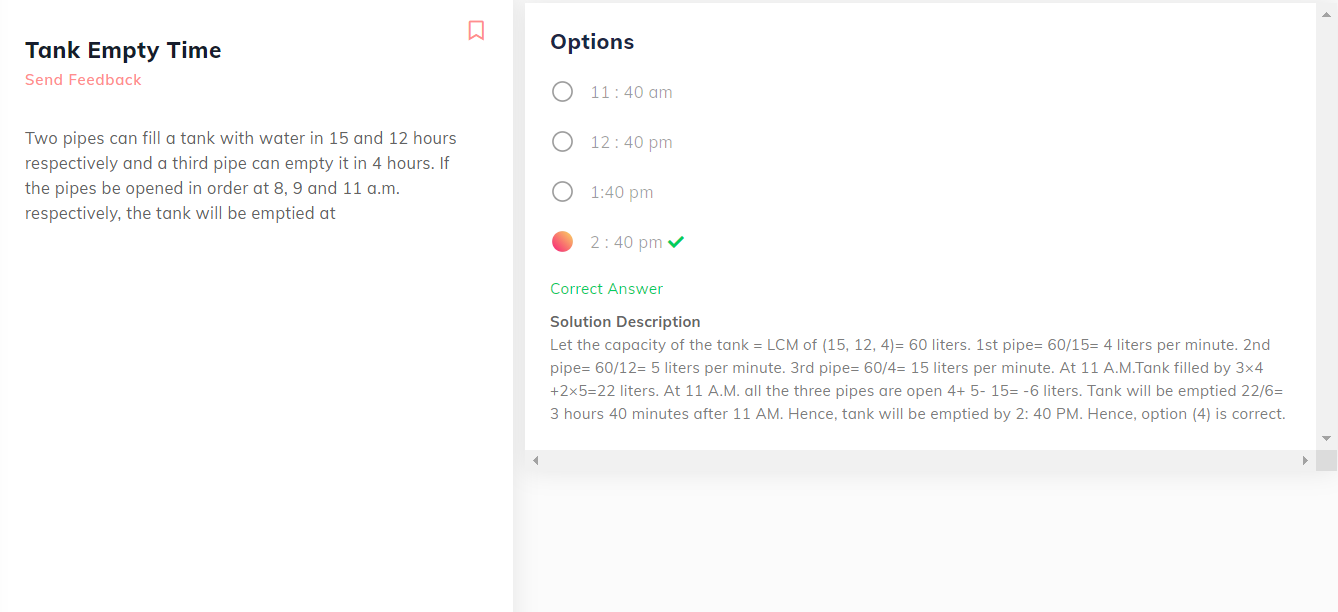 Tank Empty Time
Send Feedback
Two pipes can fill a tank with water in 15 and 12 hours
respectively and a third pipe can empty it in 4 hours. If
the pipes be opened in order at 8, 9 and 11 a.m.
respectively, the tank will be emptied at
Options
11 : 40 am
12 : 40 pm
1:40 pm
2 : 40 pm
Correct Answer
Solution Description
Let the capacity of the tank = LCM of (15, 12, 4)= 60 liters. 1st pipe= 60/15= 4 liters per minute. 2nd
pipe= 60/12= 5 liters per minute. 3rd pipe= 60/4= 15 liters per minute. At 11 A.M.Tank filled by 3×4
+2×5=22 liters. At 11 A.M. all the three pipes are open 4+ 5- 15= -6 liters. Tank will be emptied 22/6=
3 hours 40 minutes after 11 AM. Hence, tank will be emptied by 2: 40 PM. Hence, option (4) is correct.